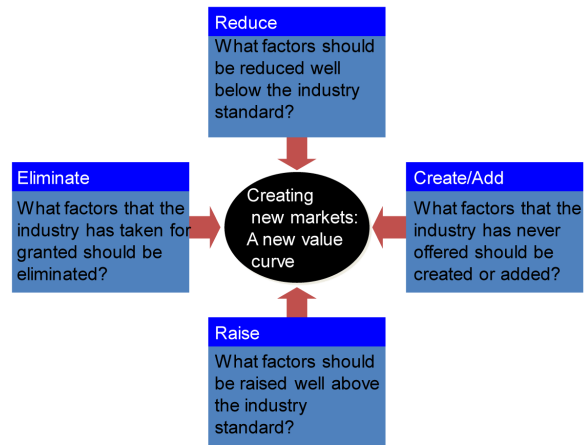 Reduce
What factors should
be reduced well
below the industry
standard?
Eliminate
What factors that the
industry has taken for
granted should be
eliminated?
Creating
new markets:
A new value
curve
Create/Add
What factors that the
industry has never
offered should be
created or added?
Raise
What factors should
be raised well above
the industry
standard?